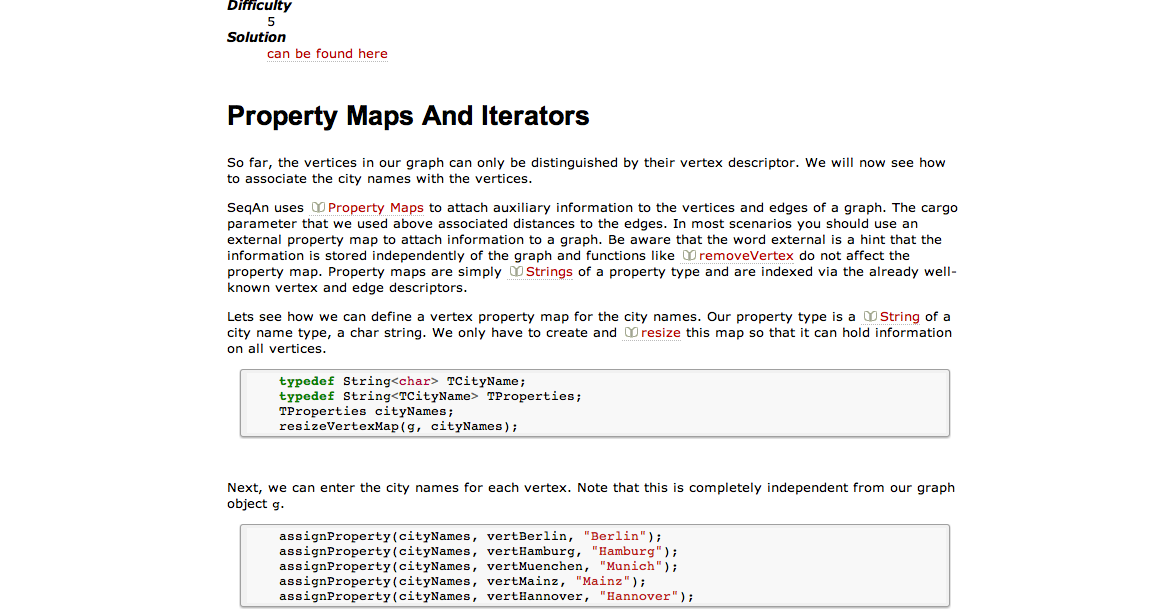 Difficulty
5
Solution
can be found here
Property Maps And Iterators
So far, the vertices in our graph can only be distinguished by their vertex descriptor. We will now see how
to associate the city names with the vertices.
SeqAn uses Property Maps to attach auxiliary information to the vertices and edges of a graph. The cargo
parameter that we used above associated distances to the edges. In most scenarios you should use an
external property map to attach information to a graph. Be aware that the word external is a hint that the
information is stored independently of the graph and functions like removeVertex do not affect the
property map. Property maps are simply Strings of a property type and are indexed via the already well-
known vertex and edge descriptors.
Lets see how we can define a vertex property map for the city names. Our property type is a String of a
city name type, a char string. We only have to create and resize this map so that it can hold information
on all vertices.
typedef String<char> TCityName;
typedef String<TCityName> TProperties;
TProperties cityNames;
resizeVertexMap(g, cityNames);
Next, we can enter the city names for each vertex. Note that this is completely independent from our graph
object g.
assignProperty(cityNames, vertBerlin, "Berlin");
assignProperty(cityNames, vertHamburg, "Hamburg");
assignProperty(cityNames, vertMuenchen, "Munich");
assignProperty(cityNames, vertMainz, "Mainz");
assignProperty(cityNames, vertHannover, "Hannover");